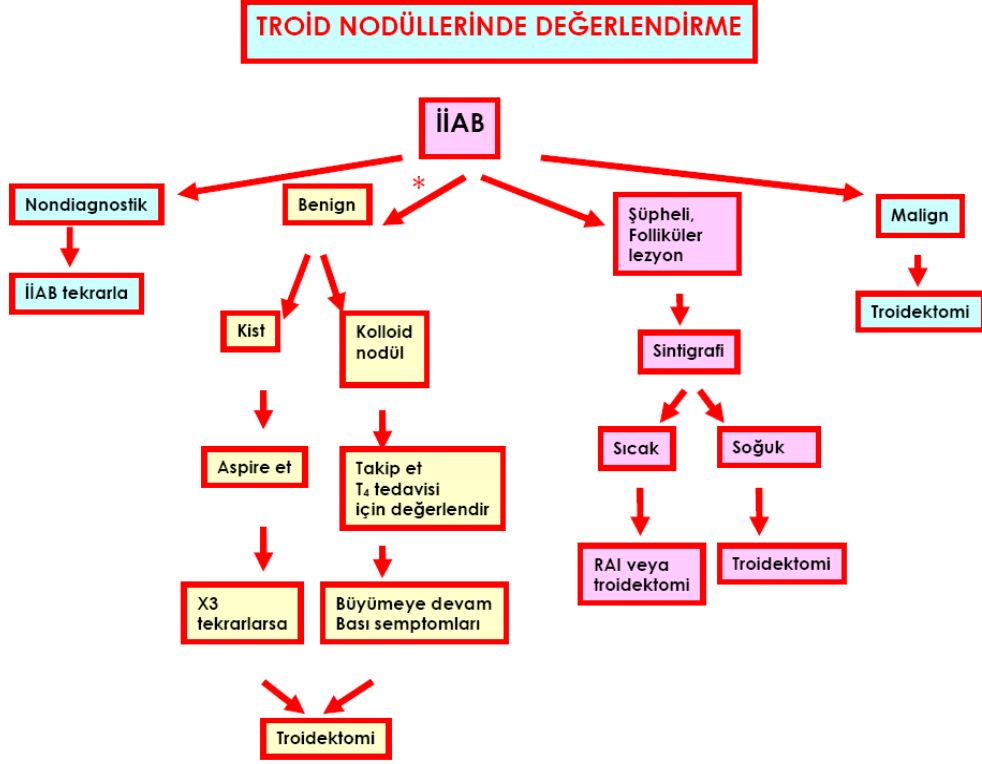 TROİD NODÜLLERİNDE DEĞERLENDİRME
İİAB
*
Nondiagnostik
Benign
Şüpheli,
Folliküler
lezyon
Malign
İİAB tekrarla
Troidektomi
Kist
Kolloid
nodül
Sintigrafi
Aspire et
Takip et
T₄ tedavisi
için değerlendir
Sıcak
Soğuk
X3
tekrarlarsa
Büyümeye devam
Bası semptomları
RAI veya
troidektomi
Troidektomi
Troidektomi